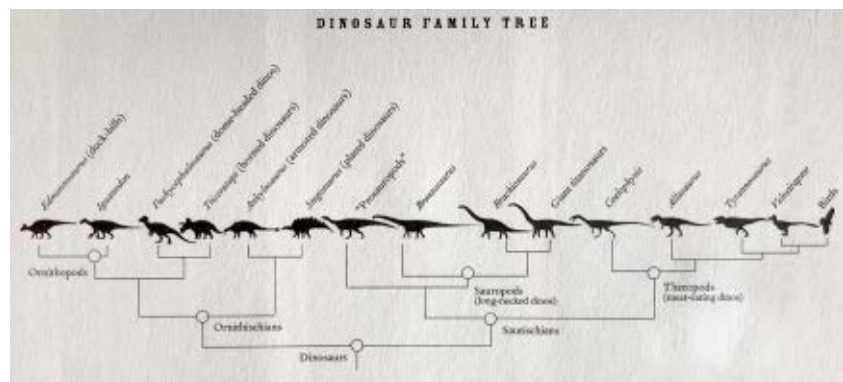 DINOSAUR FAMILY TREE
Edmontosaurus (duck-bills)
Iguanodon
Pachycephalosaurus (dome-headed dinos)
Triceratops (horned dinosaurs)
Ankylosaurus (armored dinosaurs)
Stegosaurus (plated dinosaurs)
"Prosauropods"
Brontosaurus
Brachiosaurus
Giant titanosaurs
Coelophysis
Allosaurus
Tyrannosaurus
Velociraptor
Birds
Ornithopods
Sauropods
(long-necked dinos)
Theropods
(meat-eating dinos)
Ornithischians
Saurischians
Dinosaurs